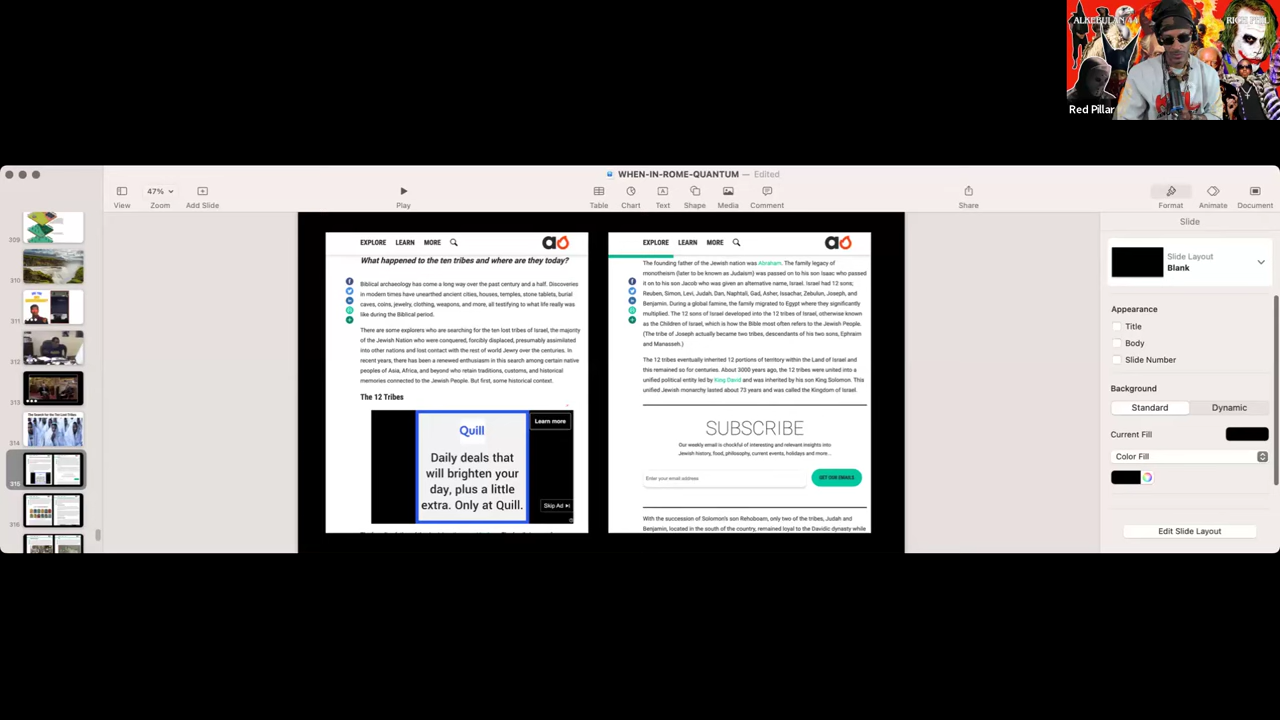 ALKEBULAN/44
RICH PHIL
Red Pillar
WHEN-IN-ROME-QUANTUM — Edited
47%
View
Zoom
Add Slide
Play
Table
Chart
Text
Shape
Media
Comment
Share
Format
Animate
Document
309
310
311
312
313
314
315
316
EXPLORE LEARN MORE
What happened to the ten tribes and where are they today?
Biblical archaeology has come a long way over the past century and a half. Discoveries
in modern times have unearthed ancient cities, houses, temples, stone tablets, burial
caves, coins, jewelry, clothing, weapons, and more, all testifying to what life really was
like during the Biblical period.
There are some explorers who are searching for the ten lost tribes of Israel, the majority
of the Jewish Nation who were conquered, forcibly displaced, presumably assimilated
into other nations and lost contact with the rest of world Jewry over the centuries. In
recent years, there has been a renewed enthusiasm in this search among certain native
peoples of Asia, Africa, and beyond who retain traditions, customs, and historical
memories connected to the Jewish People. But first, some historical context.
The 12 Tribes
Quill
Learn more
Daily deals that
will brighten your
day, plus a little
extra. Only at Quill.
Skip Ad
EXPLORE LEARN MORE
The founding father of the Jewish nation was Abraham. The family legacy of
monotheism (later to be known as Judaism) was passed on to his son Isaac who passed
it on to his son Jacob who was given an alternative name, Israel. Israel had 12 sons;
Reuben, Simon, Levi, Judah, Dan, Naphtali, Gad, Asher, Issachar, Zebulun, Joseph, and
Benjamin. During a global famine, the family migrated to Egypt where they significantly
multiplied. The 12 sons of Israel developed into the 12 tribes of Israel, otherwise known
as the Children of Israel, which is how the Bible most often refers to the Jewish People.
(The tribe of Joseph actually became two tribes, descendants of his two sons, Ephraim
and Manasseh.)
The 12 tribes eventually inherited 12 portions of territory within the Land of Israel and
this remained so for centuries. About 3000 years ago, the 12 tribes were united into a
unified political entity led by King David and was inherited by his son King Solomon. This
unified Jewish monarchy lasted about 73 years and was called the Kingdom of Israel.
SUBSCRIBE
Our weekly email is chockful of interesting and relevant insights into
Jewish history, food, philosophy, current events, holidays and more...
Enter your email address
GET OUR EMAILS
With the succession of Solomon's son Rehoboam, only two of the tribes, Judah and
Benjamin, located in the south of the country, remained loyal to the Davidic dynasty while
Slide
Slide Layout
Blank
Appearance
Title
Body
Slide Number
Background
Standard
Dynamic
Current Fill
Color Fill
Edit Slide Layout